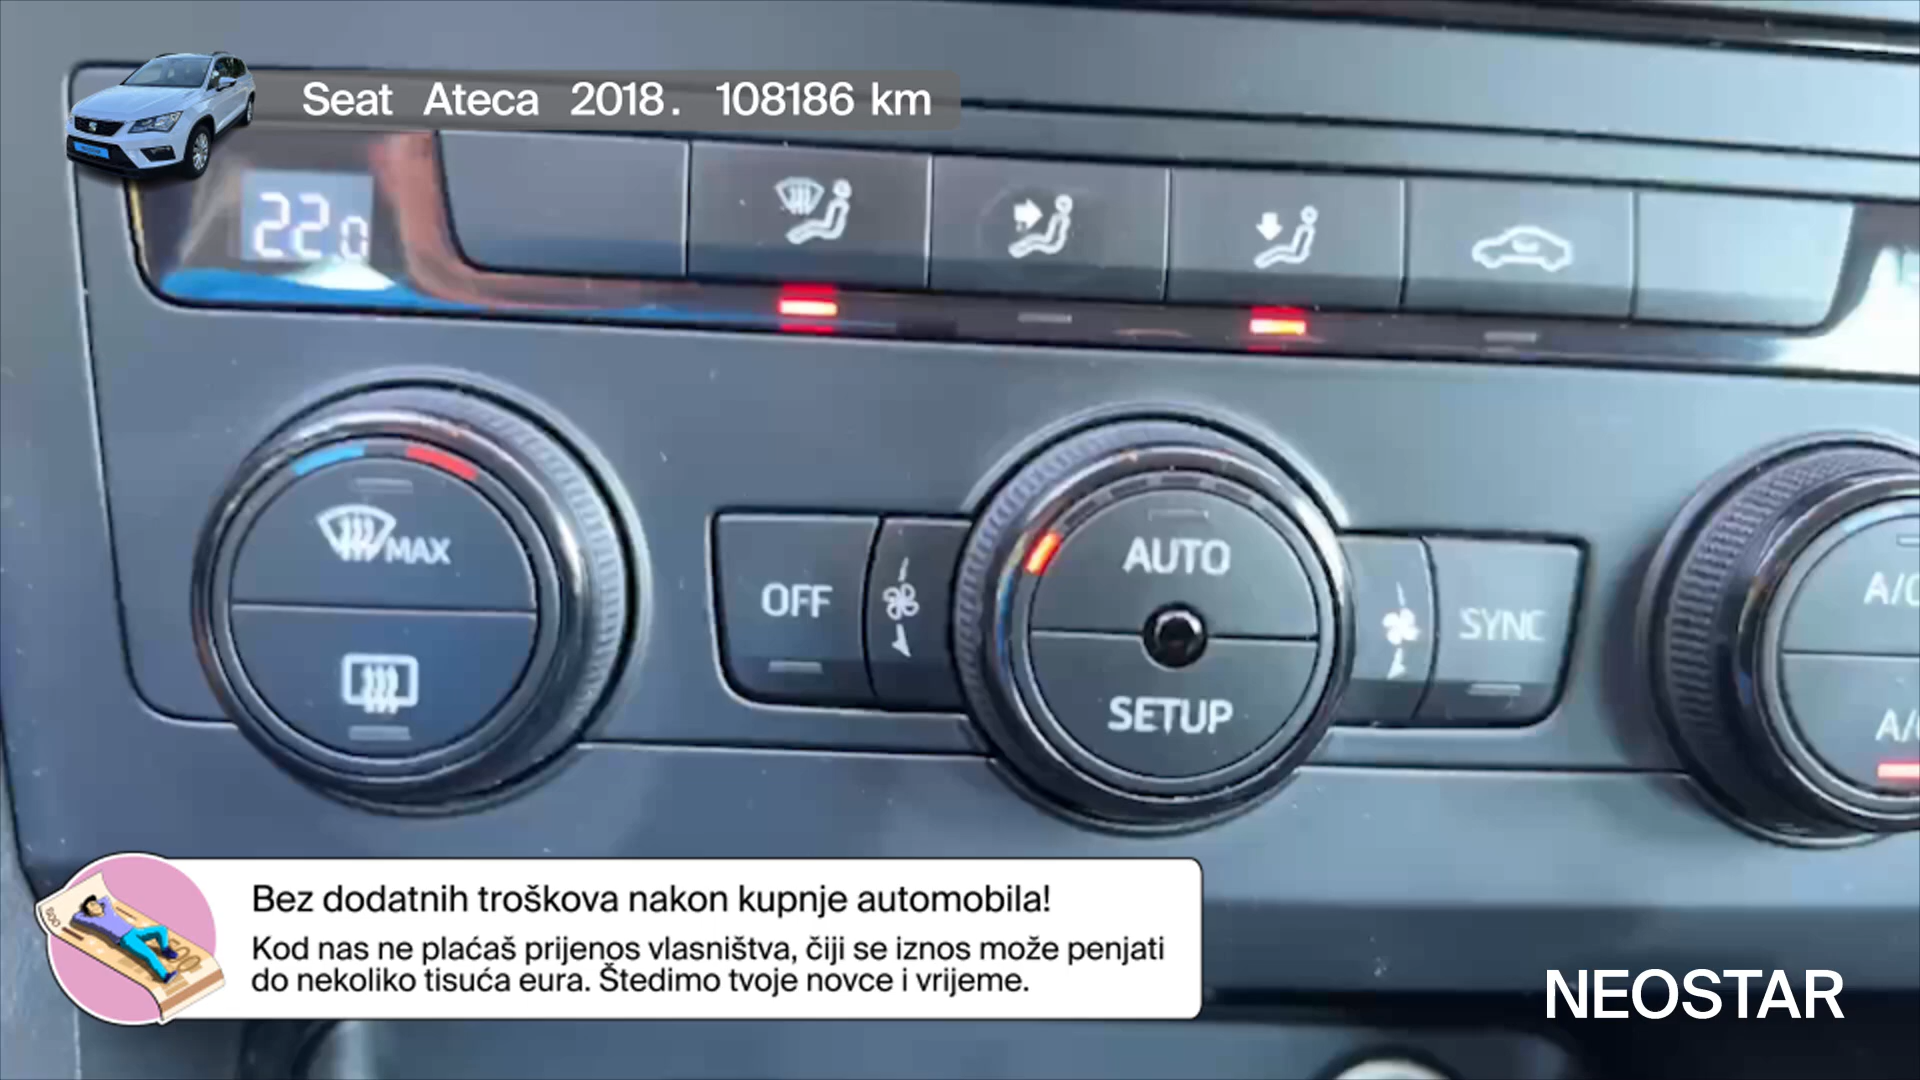 Seat Ateca 2018. 108186 km
22.0
MAX
OFF
AUTO
SETUP
SYNC
A/C
Bez dodatnih troškova nakon kupnje automobila!
Kod nas ne plaćaš prijenos vlasništva, čiji se iznos može penjati
do nekoliko tisuća eura. Štedimo tvoje novce i vrijeme.
NEOSTAR